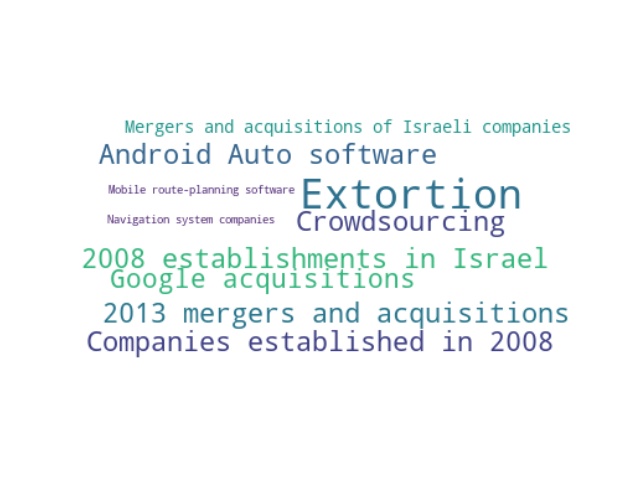 Mergers and acquisitions of Israeli companies
Android Auto software
Mobile route-planning software
Extortion
Navigation system companies
Crowdsourcing
2008 establishments in Israel
Google acquisitions
2013 mergers and acquisitions
Companies established in 2008